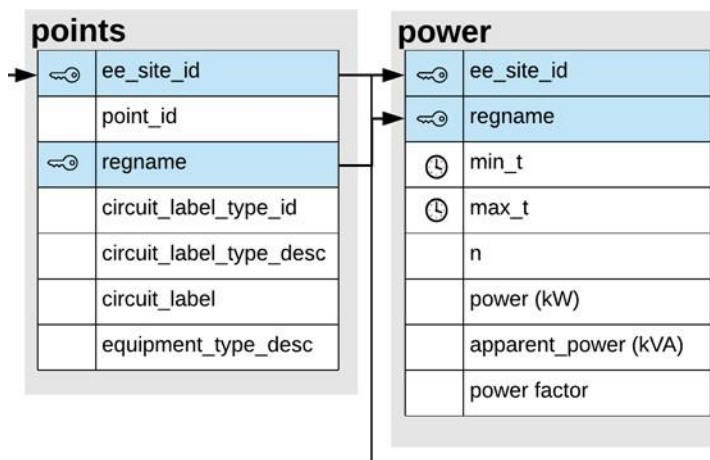 points
ee_site_id
point_id
regname
circuit_label_type_id
circuit_label_type_desc
circuit_label
equipment_type_desc
power
ee_site_id
regname
min_t
max_t
n
power (kW)
apparent_power (kVA)
power factor